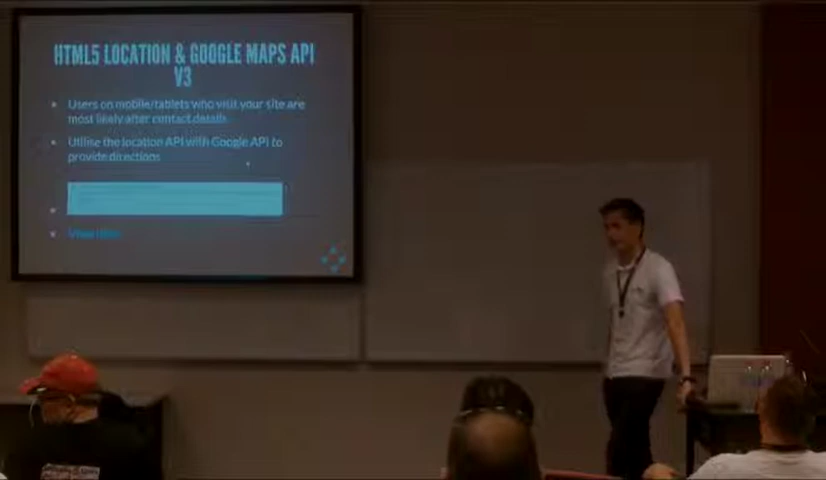 HTML5 LOCATION & GOOGLE MAPS API
V3
Users on mobile/tablets who visit your site are
most likely after contact details
Utilise the location API with Google API to
provide directions